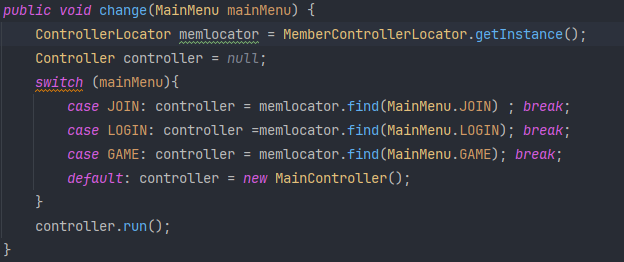 public void change(MainMenu mainMenu) {
    ControllerLocator memlocator = MemberControllerLocator.getInstance();
    Controller controller = null;
    switch (mainMenu){
        case JOIN: controller = memlocator.find(MainMenu.JOIN) ; break;
        case LOGIN: controller =memlocator.find(MainMenu.LOGIN); break;
        case GAME: controller = memlocator.find(MainMenu.GAME); break;
        default: controller = new MainController();
    }
    controller.run();
}